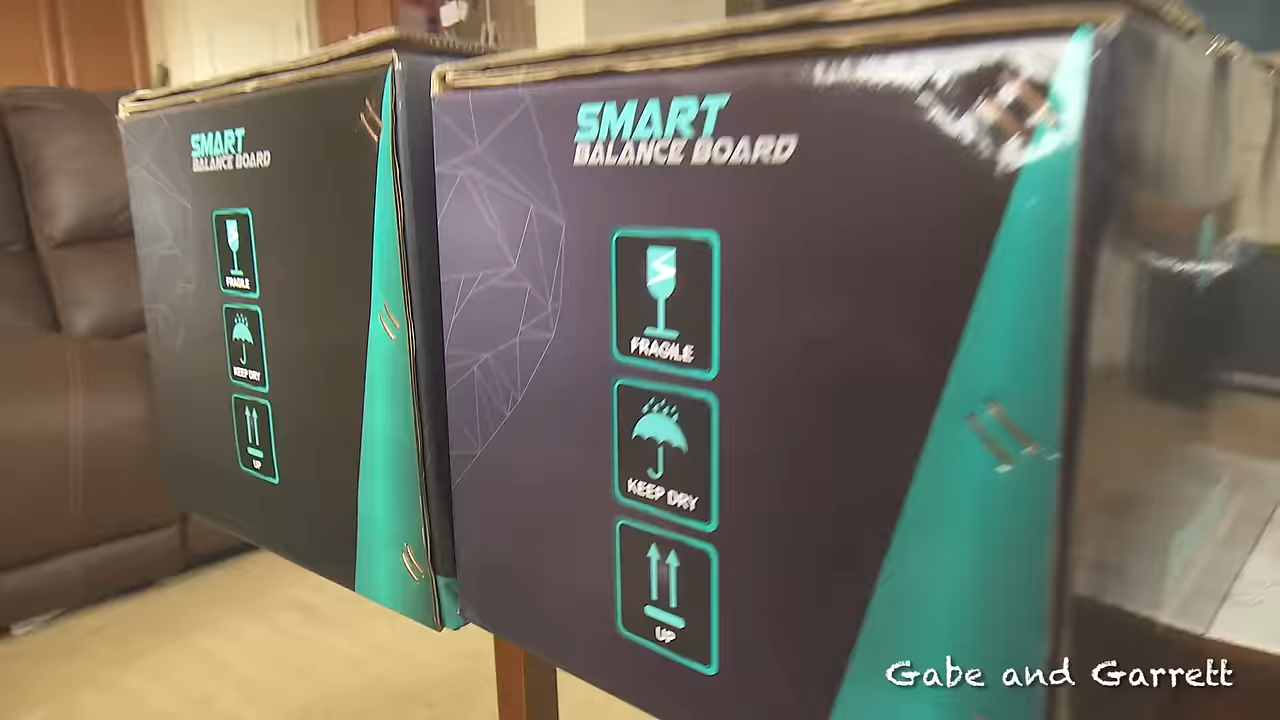 SMART
BALANCE BOARD
FRAGILE
KEEP DRY
UP
SMART
BALANCE BOARD
FRAGILE
KEEP DRY
UP
Gabe and Garrett